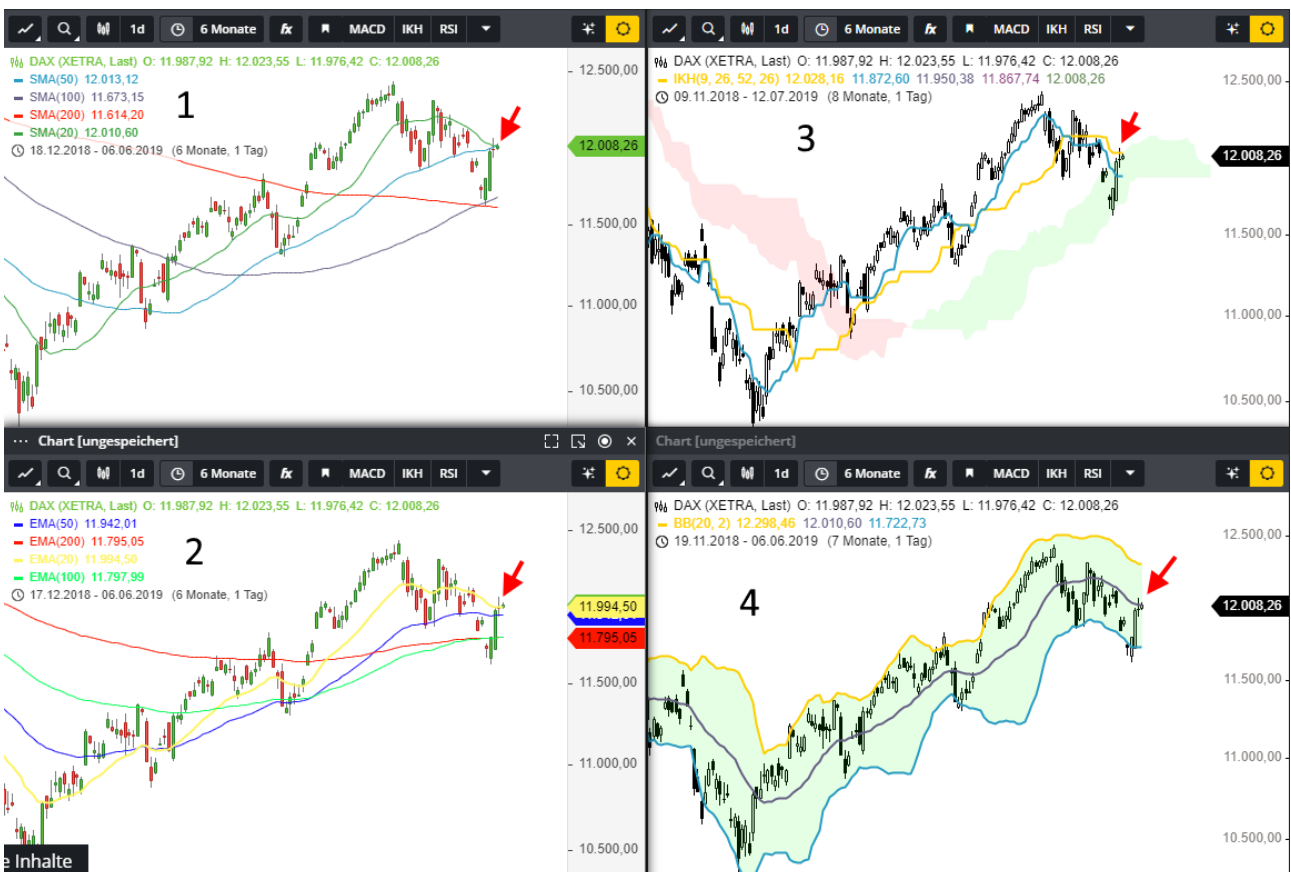 1d 6 Monate fx MACD IKH RSI
DAX (XETRA, Last) O: 11.987,92 H: 12.023,55 L: 11.976,42 C: 12.008,26
SMA(50) 12.013,12
SMA(100) 11.673,15
SMA(200) 11.614,20
SMA(20) 12.010,60
18.12.2018 - 06.06.2019 (6 Monate, 1 Tag)
1
12.500,00
12.008,26
11.500,00
11.000,00
10.500,00
1d 6 Monate fx MACD IKH RSI
DAX (XETRA, Last) O: 11.987,92 H: 12.023,55 L: 11.976,42 C: 12.008,26
IKH(9, 26, 52, 26) 12.028,16 11.872,60 11.950,38 11.867,74 12.008,26
09.11.2018 - 12.07.2019 (8 Monate, 1 Tag)
3
12.500,00
12.008,26
11.500,00
11.000,00
10.500,00
Chart [ungespeichert]
1d 6 Monate fx MACD IKH RSI
DAX (XETRA, Last) O: 11.987,92 H: 12.023,55 L: 11.976,42 C: 12.008,26
EMA(50) 11.942,01
EMA(200) 11.795,05
EMA(20) 11.994,50
EMA(100) 11.797,99
17.12.2018 - 06.06.2019 (6 Monate, 1 Tag)
2
12.500,00
11.994,50
11.795,05
11.500,00
11.000,00
10.500,00
e Inhalte
Chart [ungespeichert]
1d 6 Monate fx MACD IKH RSI
DAX (XETRA, Last) O: 11.987,92 H: 12.023,55 L: 11.976,42 C: 12.008,26
BB(20, 2) 12.298,46 12.010,60 11.722,73
19.11.2018 - 06.06.2019 (7 Monate, 1 Tag)
4
12.500,00
12.008,26
11.500,00
11.000,00
10.500,00